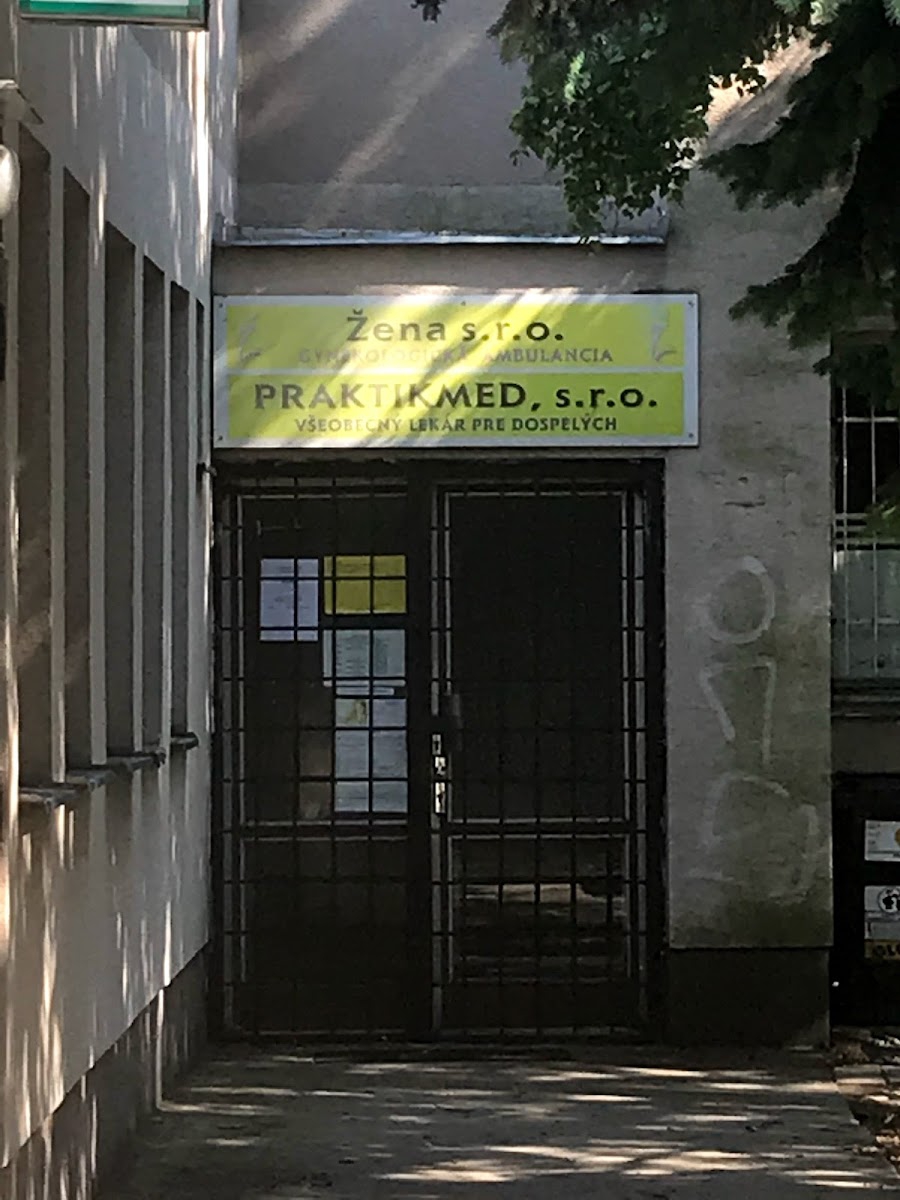 Žena s.r.o.
GYNEKOLOGICKÁ AMBULANCIA
PRAKTIKMED, s.r.o.
VŠEOBECNÝ LEKÁR PRE DOSPELÝCH